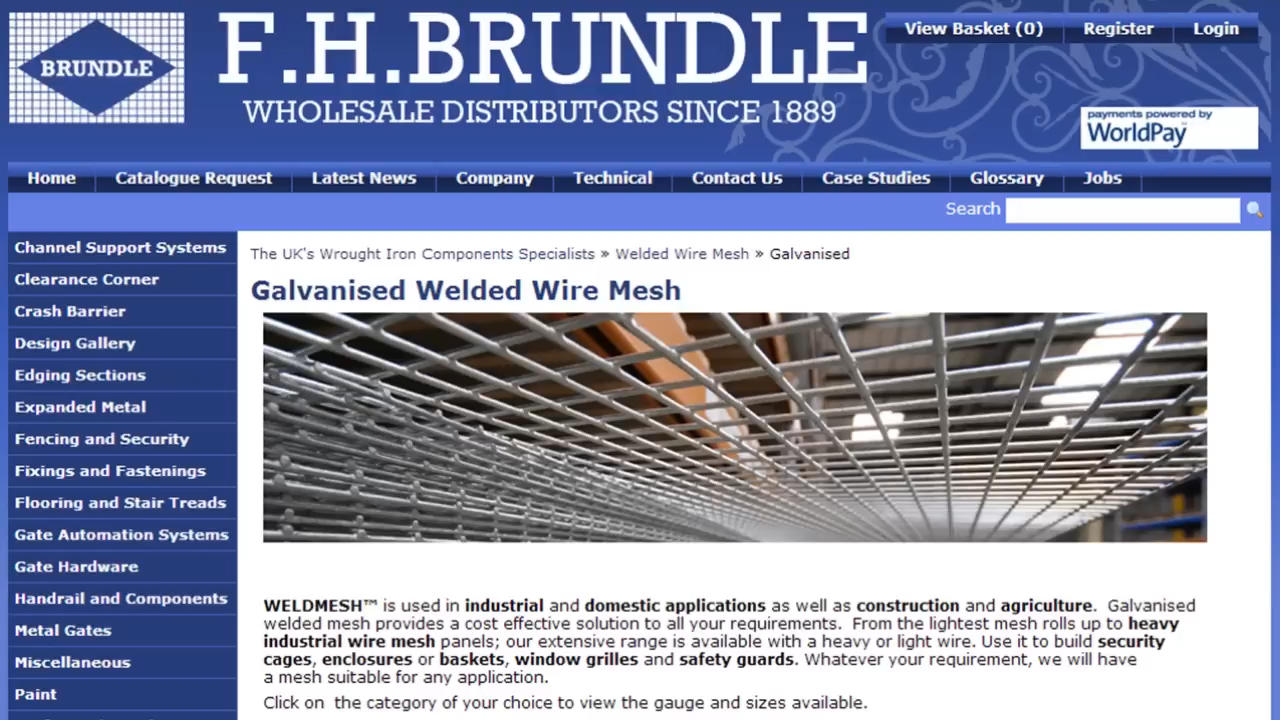 BRUNDLE
F.H.BRUNDLE
WHOLESALE DISTRIBUTORS SINCE 1889
View Basket (0) Register Login
payments powered by
WorldPay
Home Catalogue Request Latest News Company Technical Contact Us Case Studies Glossary Jobs
Search
Channel Support Systems
Clearance Corner
Crash Barrier
Design Gallery
Edging Sections
Expanded Metal
Fencing and Security
Fixings and Fastenings
Flooring and Stair Treads
Gate Automation Systems
Gate Hardware
Handrail and Components
Metal Gates
Miscellaneous
Paint
The UK's Wrought Iron Components Specialists » Welded Wire Mesh » Galvanised
Galvanised Welded Wire Mesh
WELDMESH™ is used in industrial and domestic applications as well as construction and agriculture. Galvanised
welded mesh provides a cost effective solution to all your requirements. From the lightest mesh rolls up to heavy
industrial wire mesh panels; our extensive range is available with a heavy or light wire. Use it to build security
cages, enclosures or baskets, window grilles and safety guards. Whatever your requirement, we will have
a mesh suitable for any application.
Click on the category of your choice to view the gauge and sizes available.